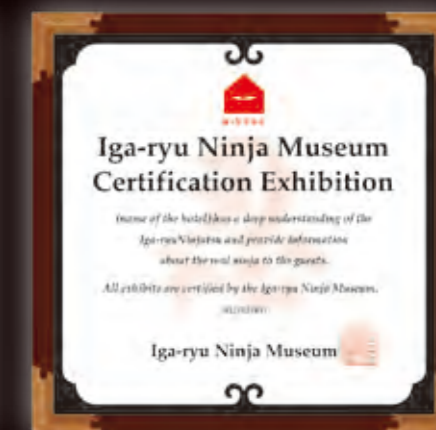 Iga-ryu Ninja Museum
Certification Exhibition
(name of the hotel)has a deep understanding of the
Iga-ryuNinjutsu and provide information
about the real ninja to the guests.
All exhibits are certified by the Iga-ryu Ninja Museum.
Iga-ryu Ninja Museum